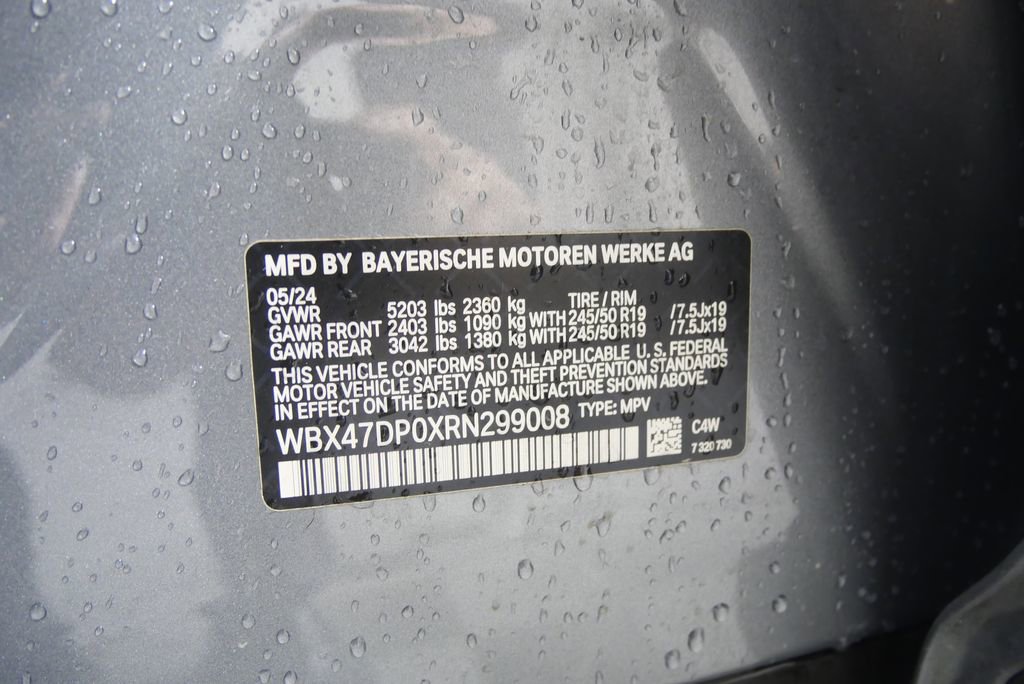 MFD BY BAYERISCHE MOTOREN WERKE AG
05/24 TIRE / RIM
GVWR 5203 lbs 2360 kg
GAWR FRONT 2403 lbs 1090 kg WITH 245/50 R19 /7.5Jx19
GAWR REAR 3042 lbs 1380 kg WITH 245/50 R19 /7.5Jx19
THIS VEHICLE CONFORMS TO ALL APPLICABLE U.S. FEDERAL
MOTOR VEHICLE SAFETY AND THEFT PREVENTION STANDARDS
IN EFFECT ON THE DATE OF MANUFACTURE SHOWN ABOVE.
WBX47DP0XRN299008 TYPE: MPV
C4W
7 320 730